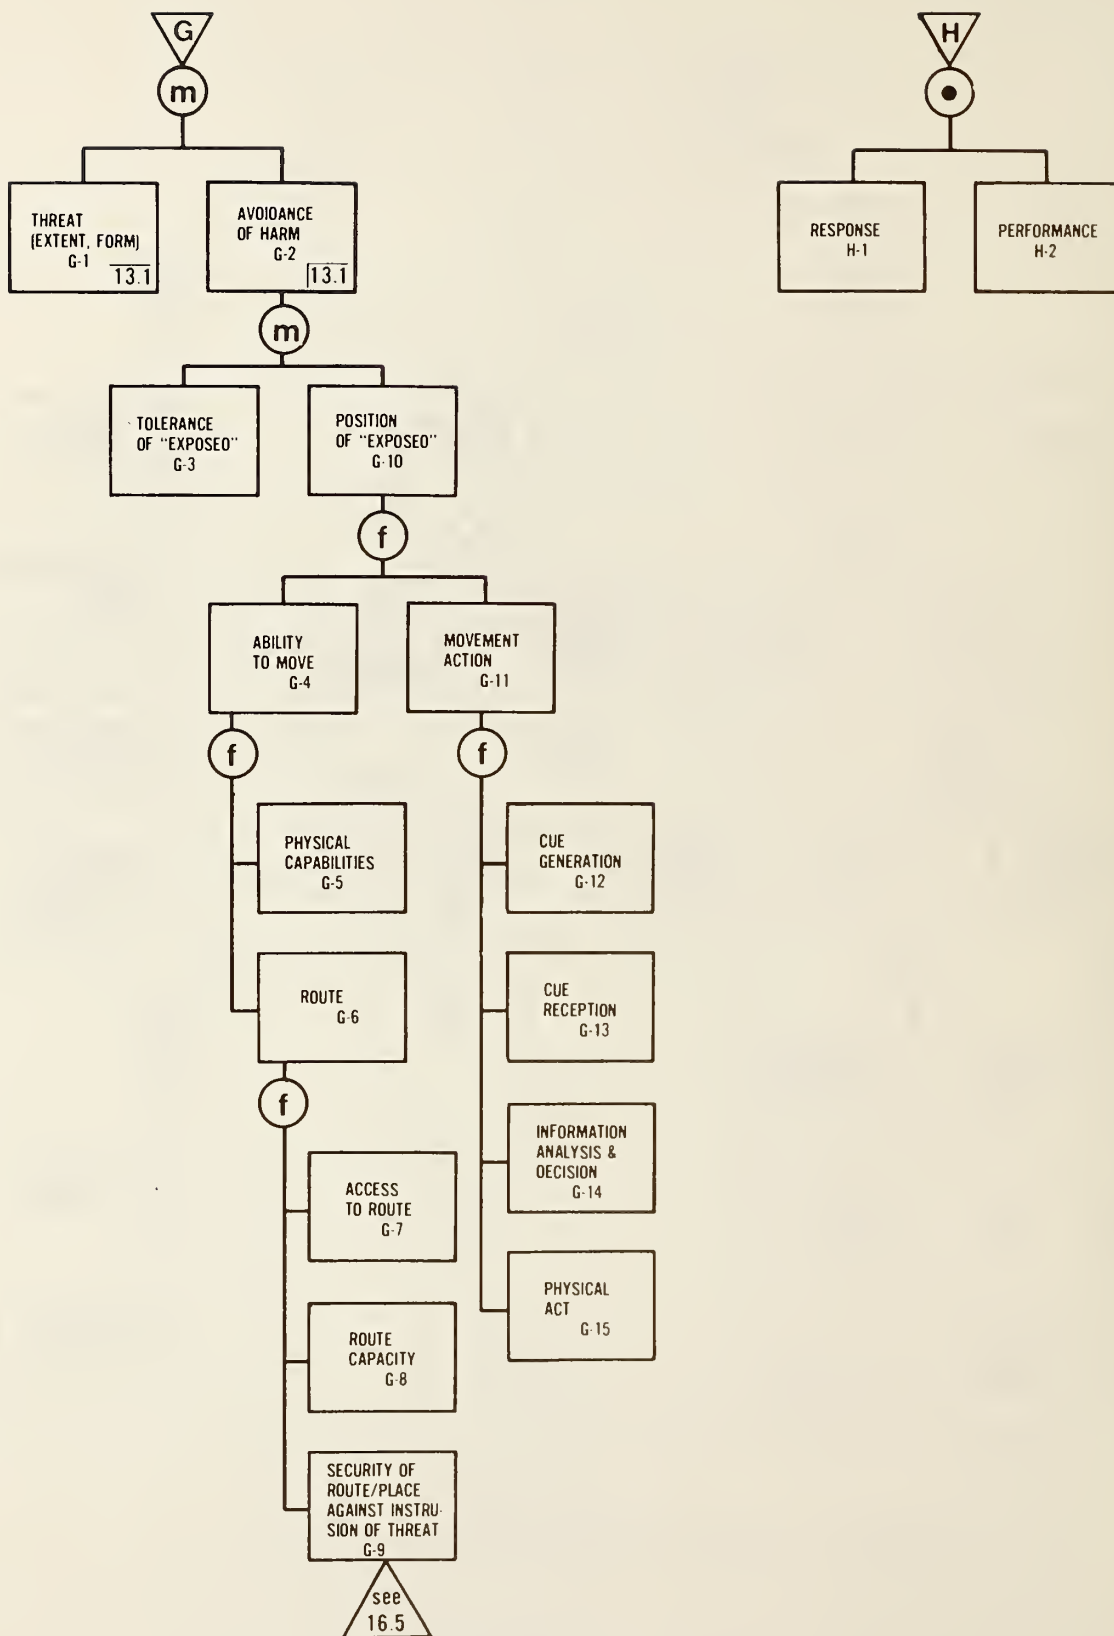 G
m
THREAT
(EXTENT, FORM)
G-1
13.1
AVOIDANCE
OF HARM
G-2
13.1
m
TOLERANCE
OF "EXPOSED"
G-3
POSITION
OF "EXPOSED"
G-10
f
ABILITY
TO MOVE
G-4
MOVEMENT
ACTION
G-11
f
f
PHYSICAL
CAPABILITIES
G-5
CUE
GENERATION
G-12
ROUTE
G-6
CUE
RECEPTION
G-13
f
INFORMATION
ANALYSIS &
DECISION
G-14
ACCESS
TO ROUTE
G-7
PHYSICAL
ACT
G-15
ROUTE
CAPACITY
G-8
SECURITY OF
ROUTE/PLACE
AGAINST INSTRU-
SION OF THREAT
G-9
see
16.5
H
RESPONSE
H-1
PERFORMANCE
H-2